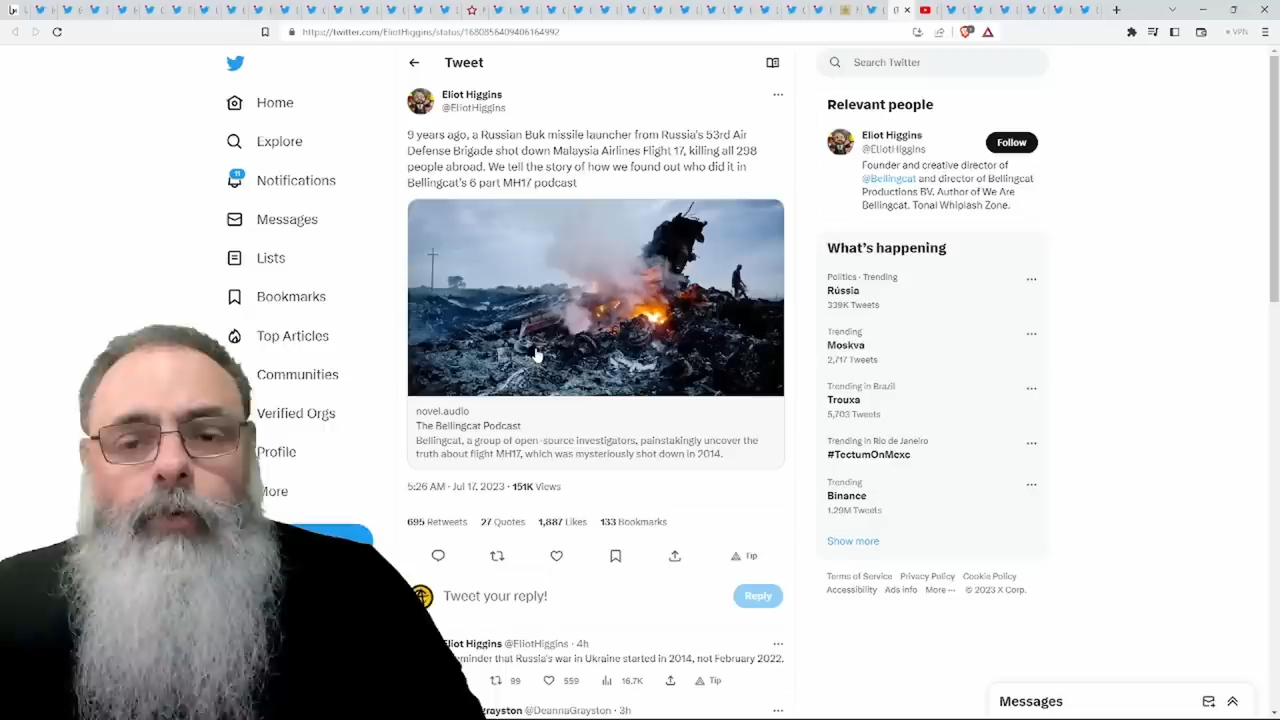 https://twitter.com/EliotHiggins/status/1680856409406164992
VPN
Home
Explore
11
Notifications
Messages
Lists
Bookmarks
Top Articles
Communities
Verified Orgs
Profile
More
Tweet
Eliot Higgins
@EliotHiggins
9 years ago, a Russian Buk missile launcher from Russia's 53rd Air
Defense Brigade shot down Malaysia Airlines Flight 17, killing all 298
people abroad. We tell the story of how we found out who did it in
Bellingcat's 6 part MH17 podcast
novel.audio
The Bellingcat Podcast
Bellingcat, a group of open-source investigators, painstakingly uncover the
truth about flight MH17, which was mysteriously shot down in 2014.
5:26 AM · Jul 17, 2023 · 151K Views
695 Retweets 27 Quotes 1,887 Likes 133 Bookmarks
Tip
Tweet your reply!
Reply
liot Higgins @EliotHiggins · 4h
eminder that Russia's war in Ukraine started in 2014, not February 2022.
99 559 16.7K Tip
grayston @DeannaGrayston · 3h
Search Twitter
Relevant people
Eliot Higgins
@EliotHiggins
Follow
Founder and creative director of
@Bellingcat and director of Bellingcat
Productions BV. Author of We Are
Bellingcat. Tonal Whiplash Zone.
What's happening
Politics · Trending
Rússia
339K Tweets
Trending
Moskva
2,717 Tweets
Trending in Brazil
Trouxa
5,703 Tweets
Trending in Rio de Janeiro
#TectumOnMexc
Trending
Binance
1.29M Tweets
Show more
Terms of Service Privacy Policy Cookie Policy
Accessibility Ads info More ··· © 2023 X Corp.
Messages